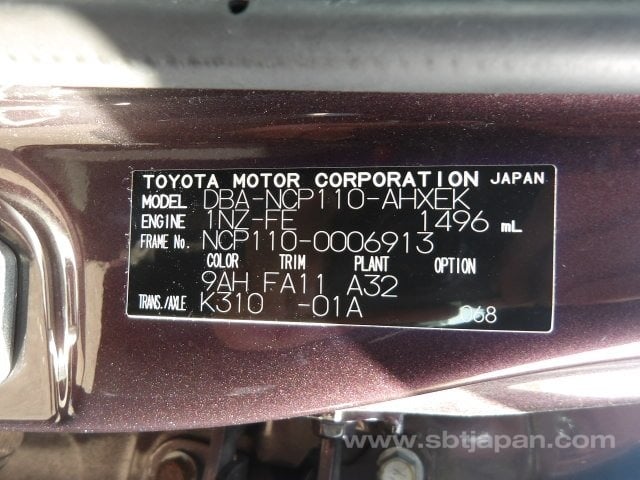 TOYOTA MOTOR CORPORATION JAPAN
MODEL DBA-NCP110-AHXEK
ENGINE 1NZ-FE 1496 mL
FRAME No. NCP110-0006913
COLOR TRIM PLANT OPTION
9AH FA11 A32
TRANS./AXLE K310 -01A 068
www.sbtjapan.com